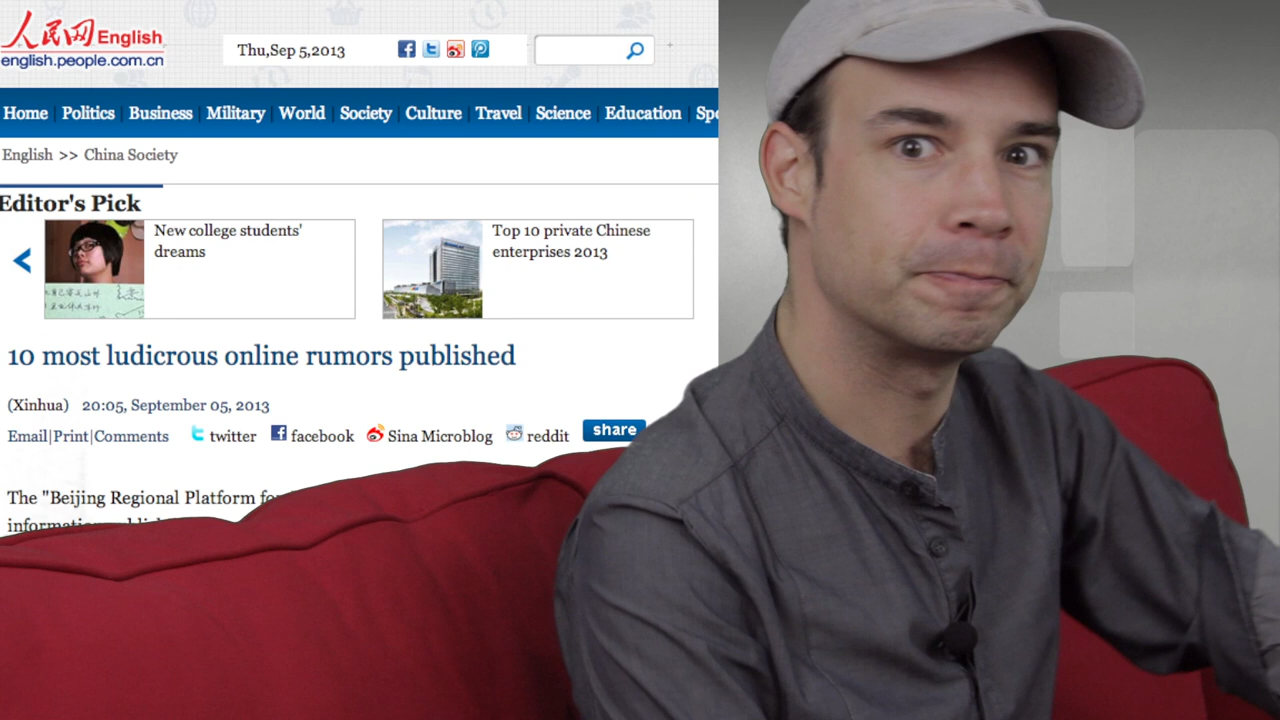 人民网 English
english.people.com.cn
Thu,Sep 5,2013
Home Politics Business Military World Society Culture Travel Science Education Spo
English >> China Society
Editor's Pick
New college students'
dreams
Top 10 private Chinese
enterprises 2013
10 most ludicrous online rumors published
(Xinhua) 20:05, September 05, 2013
Email|Print|Comments twitter facebook Sina Microblog reddit share
The "Beijing Regional Platform fo